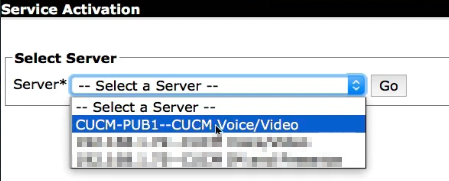 Service Activation
Select Server
Server* -- Select a Server -- Go
-- Select a Server --
CUCM-PUB1--CUCM Voice/Video